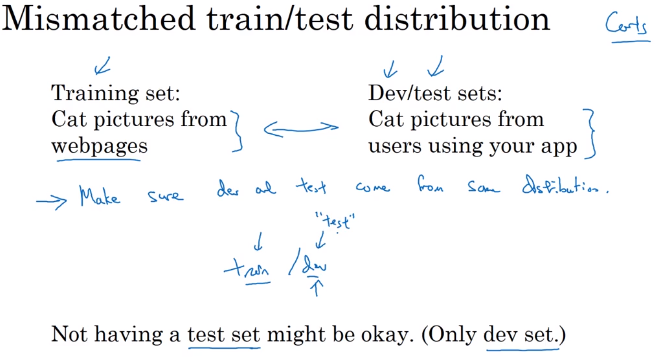 Mismatched train/test distribution
Training set:
Cat pictures from
webpages
Dev/test sets:
Cat pictures from
users using your app
→ Make sure dev and test come from same distribution.
"test"
train / dev
Not having a test set might be okay. (Only dev set.)